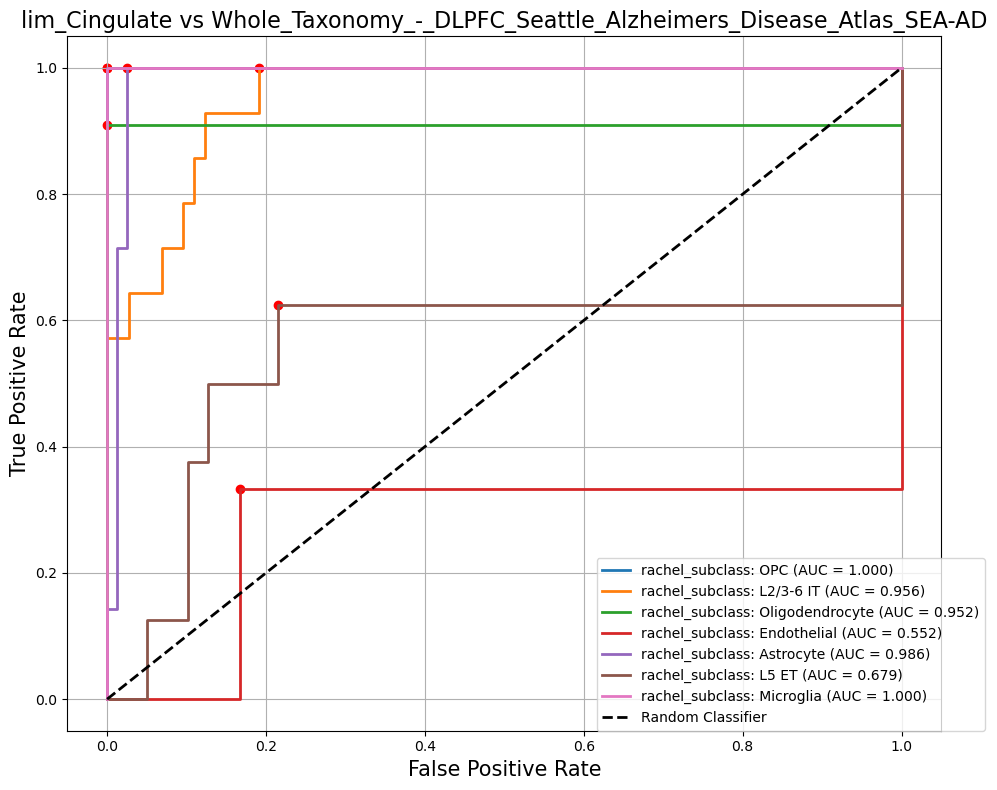 lim_Cingulate vs Whole_Taxonomy_-_DLPFC_Seattle_Alzheimers_Disease_Atlas_SEA-AD
True Positive Rate
1.0
0.8
0.6
0.4
0.2
0.0
rachel_subclass: OPC (AUC = 1.000)
rachel_subclass: L2/3-6 IT (AUC = 0.956)
rachel_subclass: Oligodendrocyte (AUC = 0.952)
rachel_subclass: Endothelial (AUC = 0.552)
rachel_subclass: Astrocyte (AUC = 0.986)
rachel_subclass: L5 ET (AUC = 0.679)
rachel_subclass: Microglia (AUC = 1.000)
Random Classifier
0.0 0.2 0.4 0.6 0.8 1.0
False Positive Rate